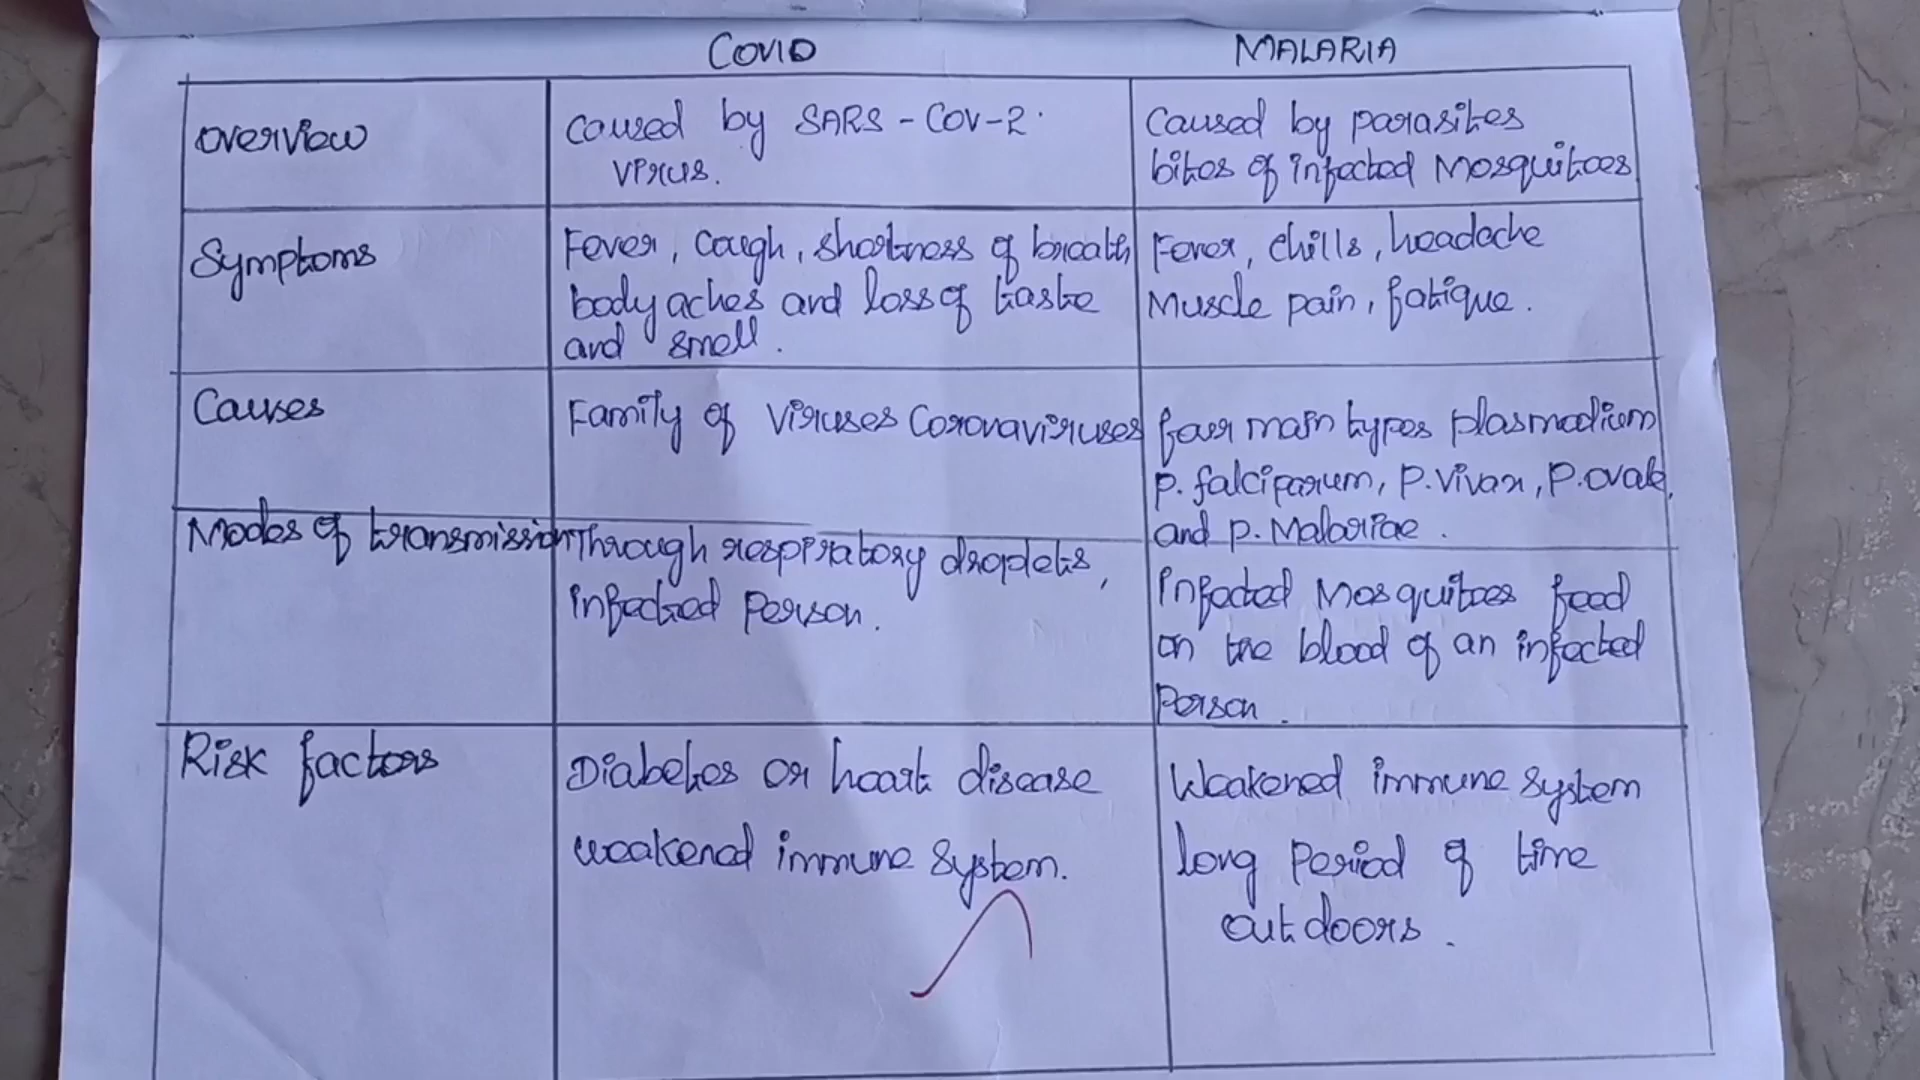 COVID MALARIA
Overview
Caused by SARS-Cov-2.
virus.
Caused by parasites
bites of infected Mosquitoes
Symptoms
Fever, Cough, shortness of breath
body aches and loss of taste
and smell.
Fever, chills, headache
Muscle pain, fatique.
Causes
Family of Viruses Coronaviruses
four main types plasmodium
P. falciparum, P. vivax, P. ovale,
and P. Malariae.
Modes of transmission
Through respiratory droplets,
infected Person.
Infected Mosquitoes feed
on the blood of an infected
Person.
Risk factors
Diabetes or heart disease
weakened immune system.
Weakened immune system
long Period of time
outdoors.